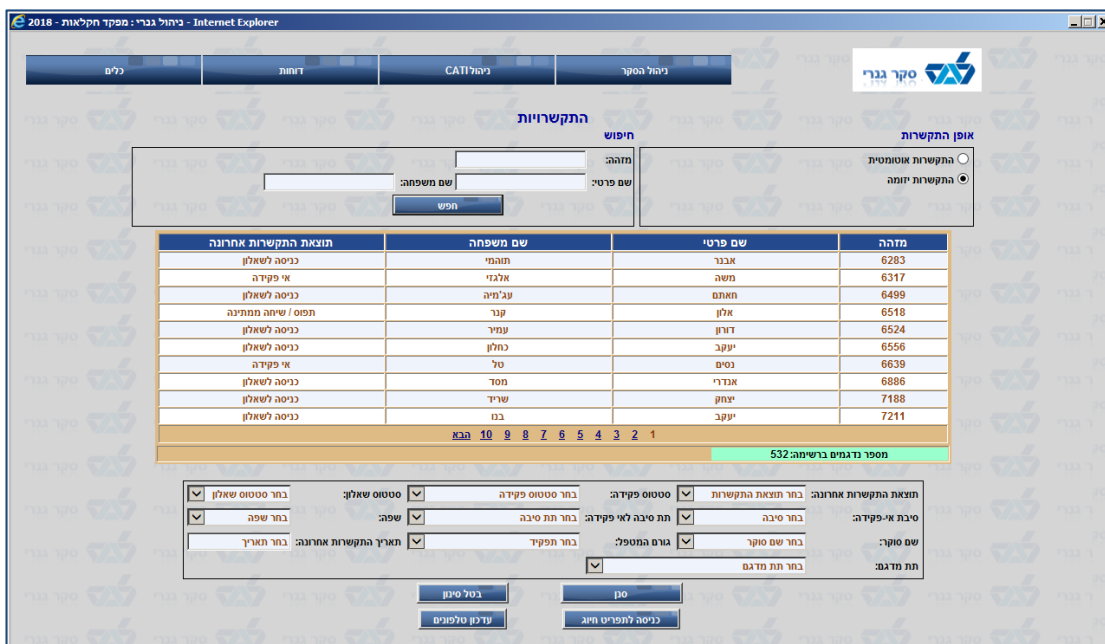 ניהול גנרי : מפקד חקלאות - 2018 - Internet Explorer
סקר גנרי
ניהול הסקר ניהול CATI דוחות כלים
התקשרויות
אופן התקשרות
חיפוש
התקשרות אוטומטית
התקשרות יזומה
מזהה:
שם פרטי: שם משפחה:
חפש
מזהה שם פרטי שם משפחה תוצאת התקשרות אחרונה
6283 אבנר תוהמי כניסה לשאלון
6317 משה אלגזי אי פקידה
6499 חאתם עג'מיה כניסה לשאלון
6518 אלון קנר תפוס / שיחה ממתינה
6524 דורון עמיר כניסה לשאלון
6556 יעקב כחלון כניסה לשאלון
6639 נסים טל אי פקידה
6886 אנדרי מסד כניסה לשאלון
7188 יצחק שריד כניסה לשאלון
7211 יעקב בנו כניסה לשאלון
1 2 3 4 5 6 7 8 9 10 הבא
מספר נדגמים ברשימה: 532
תוצאת התקשרות אחרונה: בחר תוצאת התקשרות סטטוס פקידה: בחר סטטוס פקידה סטטוס שאלון: בחר סטטוס שאלון
סיבת אי-פקידה: בחר סיבה תת סיבה לאי פקידה: בחר תת סיבה שפה: בחר שפה
שם סוקר: בחר שם סוקר גורם המטפל: בחר תפקיד תאריך התקשרות אחרונה: בחר תאריך
תת מדגם: בחר תת מדגם
סנן בטל סינון
כניסה לתפריט חיוג עדכון טלפונים